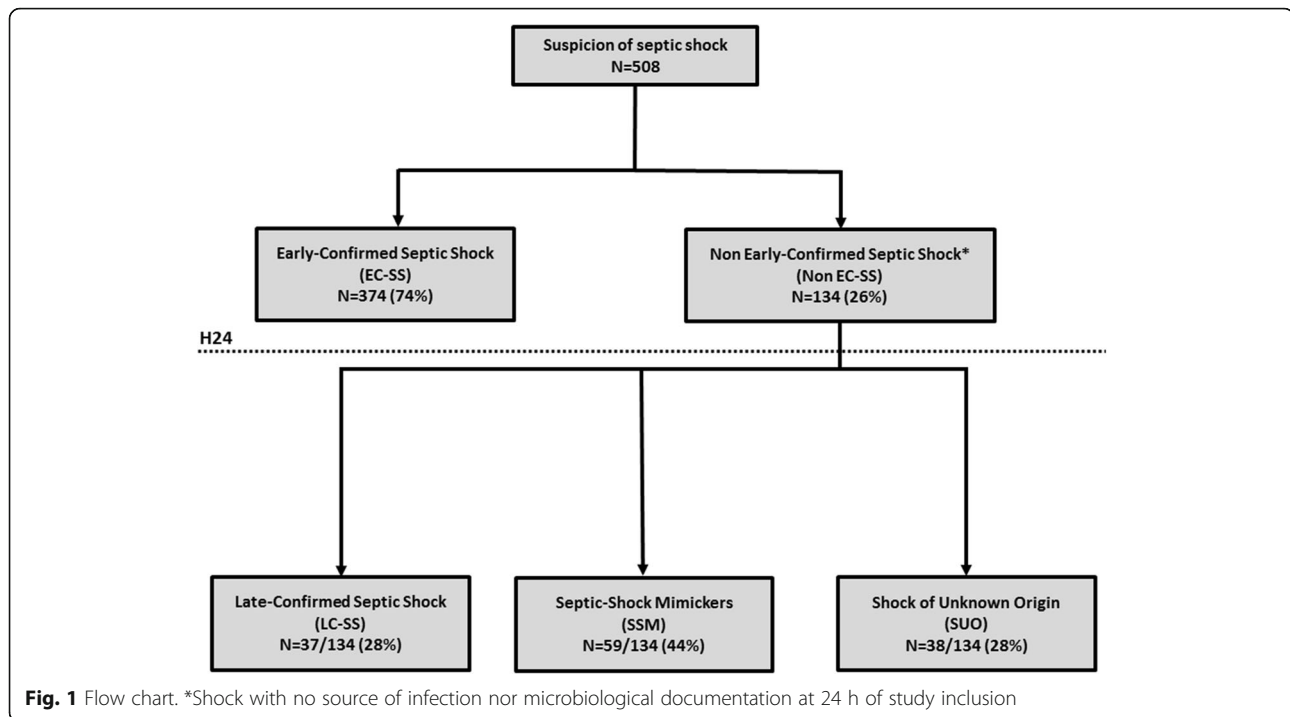 Suspicion of septic shock
N=508
Early-Confirmed Septic Shock
(EC-SS)
N=374 (74%)
Non Early-Confirmed Septic Shock*
(Non EC-SS)
N=134 (26%)
H24
Late-Confirmed Septic Shock
(LC-SS)
N=37/134 (28%)
Septic-Shock Mimickers
(SSM)
N=59/134 (44%)
Shock of Unknown Origin
(SUO)
N=38/134 (28%)
Fig. 1 Flow chart. *Shock with no source of infection nor microbiological documentation at 24 h of study inclusion